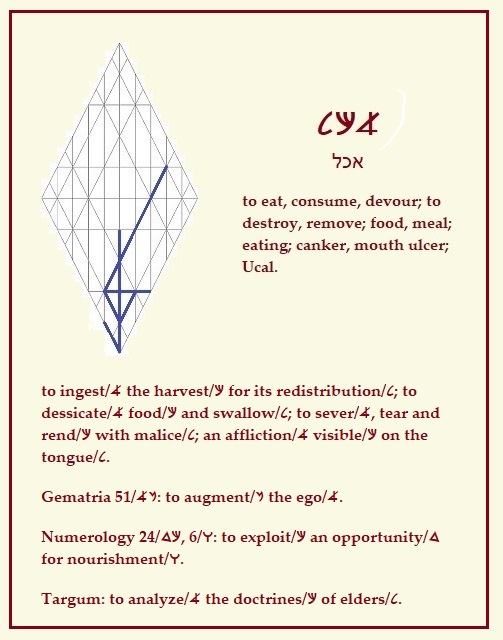 𐤀𐤊𐤋
אכל
to eat, consume, devour; to
destroy, remove; food, meal;
eating; canker, mouth ulcer;
Ucal.
to ingest/𐤀 the harvest/𐤊 for its redistribution/𐤋; to
dessicate/𐤀 food/𐤊 and swallow/𐤋; to sever/𐤀, tear and
rend/𐤊 with malice/𐤋; an affliction/𐤀 visible/𐤊 on the
tongue/𐤋.
Gematria 51/𐤍𐤀: to augment/𐤍 the ego/𐤀.
Numerology 24/𐤊𐤃, 6/𐤅: to exploit/𐤊 an opportunity/𐤃
for nourishment/𐤅.
Targum: to analyze/𐤀 the doctrines/𐤊 of elders/𐤋.